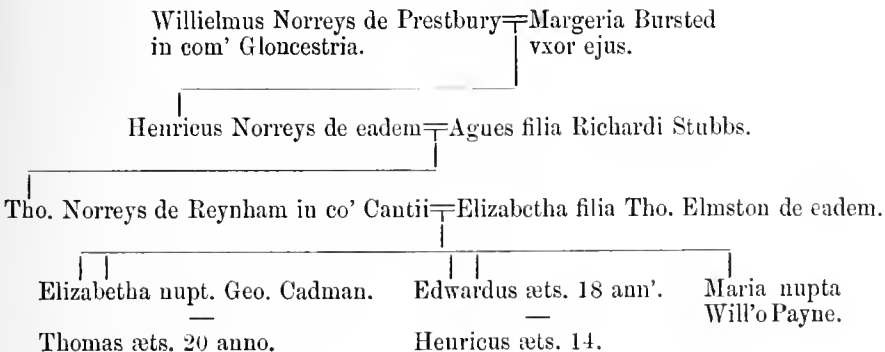 Willielmus Norreys de Prestbury Margeria Bursted
in com' Gloncestria. vxor ejus.
Henricus Norreys de eadem Agues filia Richardi Stubbs.
Tho. Norreys de Reynham in co' Cantii Elizabetha filia Tho. Elmston de eadem.
Elizabetha nupt. Geo. Cadman. Edwardus æts. 18 ann'. Maria nupta
Will'o Payne.
Thomas æts. 20 anno. Henricus æts. 14.